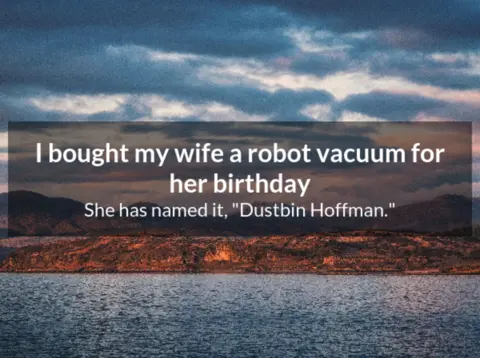 I bought my wife a robot vacuum for
her birthday
She has named it, "Dustbin Hoffman."